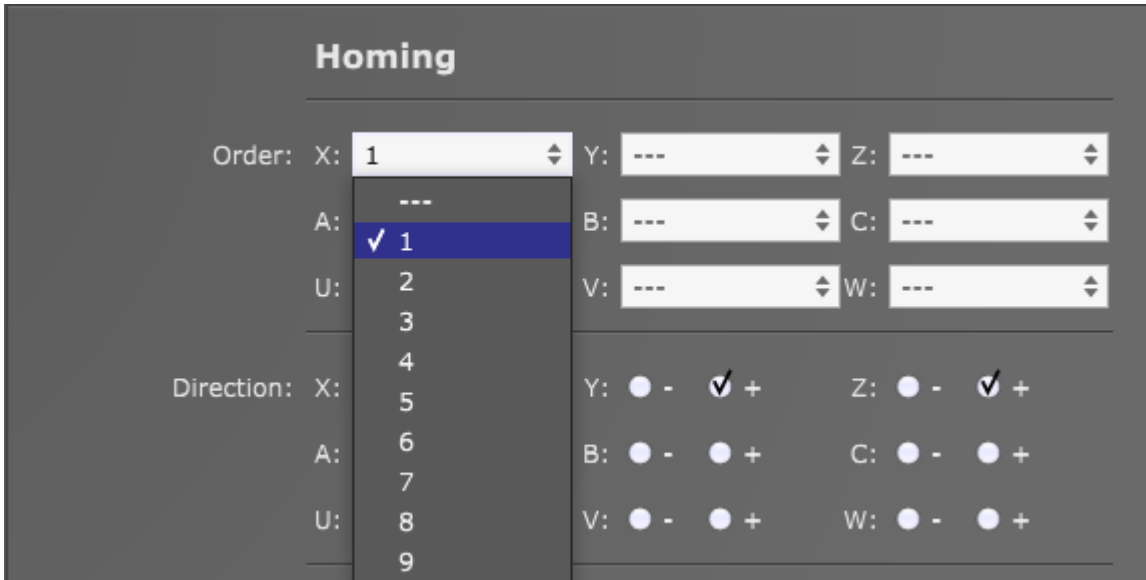 Homing
Order: X: 1 Y: --- Z: ---
---
A: B: --- C: ---
✓ 1
U: 2 V: --- W: ---
3
4
Direction: X: Y: - + Z: - +
5
A: 6 B: - + C: - +
7
U: 8 V: - + W: - +
9